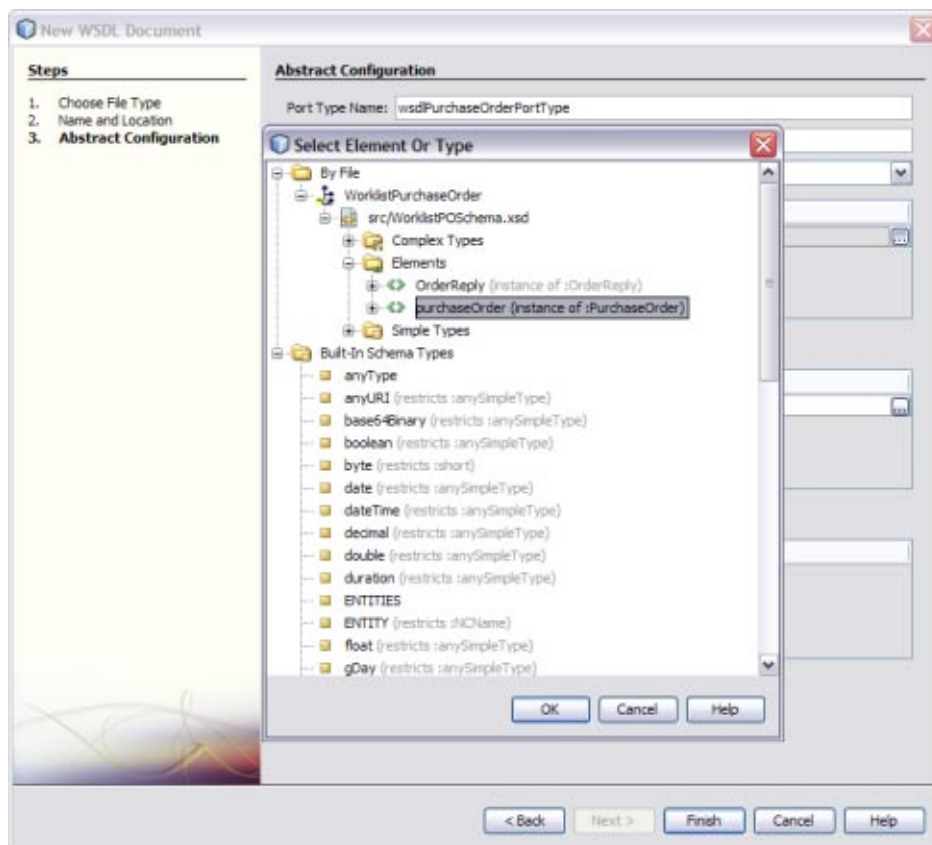 New WSDL Document
Steps
1. Choose File Type
2. Name and Location
3. Abstract Configuration
Abstract Configuration
Port Type Name: wsdlPurchaseOrderPortType
Select Element Or Type
By File
WorklistPurchaseOrder
src/WorklistPOSchema.xsd
Complex Types
Elements
OrderReply (instance of :OrderReply)
purchaseOrder (instance of :PurchaseOrder)
Simple Types
Built-In Schema Types
anyType
anyURI (restricts :anySimpleType)
base64Binary (restricts :anySimpleType)
boolean (restricts :anySimpleType)
byte (restricts :short)
date (restricts :anySimpleType)
dateTime (restricts :anySimpleType)
decimal (restricts :anySimpleType)
double (restricts :anySimpleType)
duration (restricts :anySimpleType)
ENTITIES
ENTITY (restricts :NCName)
float (restricts :anySimpleType)
gDay (restricts :anySimpleType)
OK Cancel Help
< Back Next > Finish Cancel Help